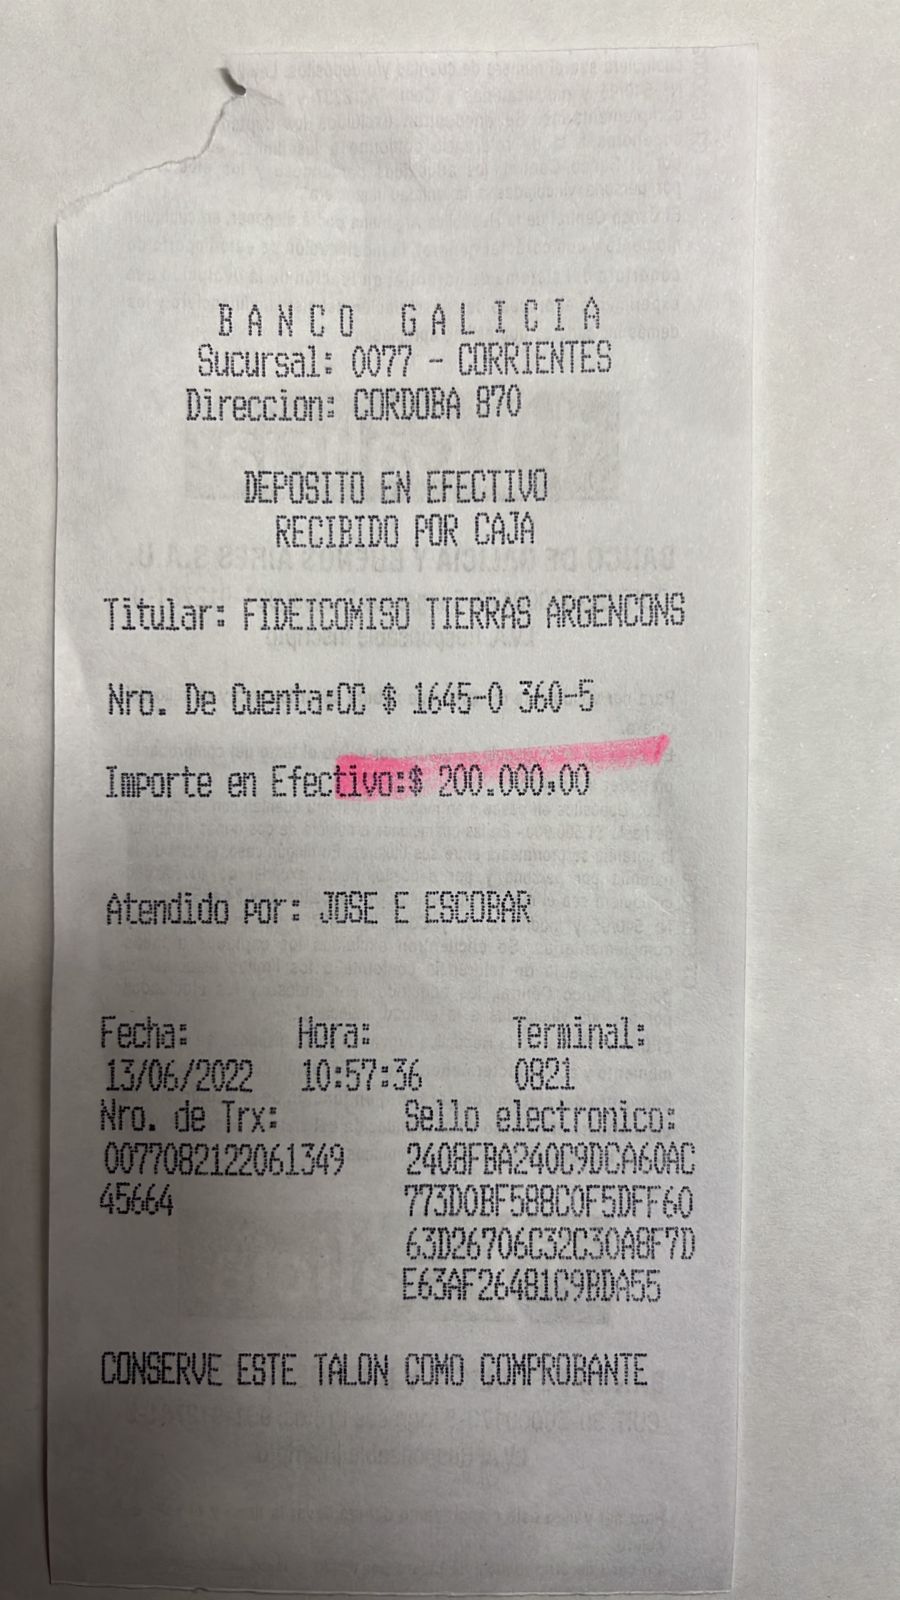 BANCO GALICIA
Sucursal: 0077 - CORRIENTES
Direccion: CORDOBA 870
DEPOSITO EN EFECTIVO
RECIBIDO POR CAJA
Titular: FIDEICOMISO TIERRAS ARGENCONS
Nro. De Cuenta:CC $ 1645-0 360-5
Importe en Efectivo:$ 200.000,00
Atendido por: JOSE E ESCOBAR
Fecha: Hora: Terminal:
13/06/2022 10:57:36 0821
Nro. de Trx: Sello electronico:
0077082122061349 2408FBA240C9DCA60AC
45664 773D0BF588C0F5DFF60
63D26706C32C30A8F7D
E63AF26481C9BDA55
CONSERVE ESTE TALON COMO COMPROBANTE